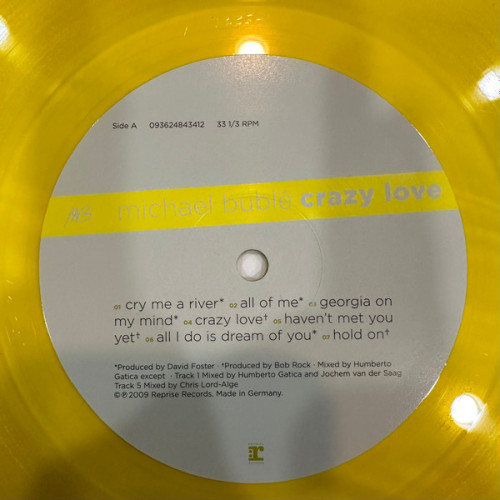 Side A 093624843412 33 1/3 RPM
michael bublé crazy love
01 cry me a river* 02 all of me* 03 georgia on
my mind* 04 crazy love† 05 haven't met you
yet† 06 all I do is dream of you* 07 hold on†
*Produced by David Foster · *Produced by Bob Rock · Mixed by Humberto
Gatica except · Track 1 Mixed by Humberto Gatica and Jochem van der Saag
Track 5 Mixed by Chris Lord-Alge
©℗2009 Reprise Records. Made in Germany.